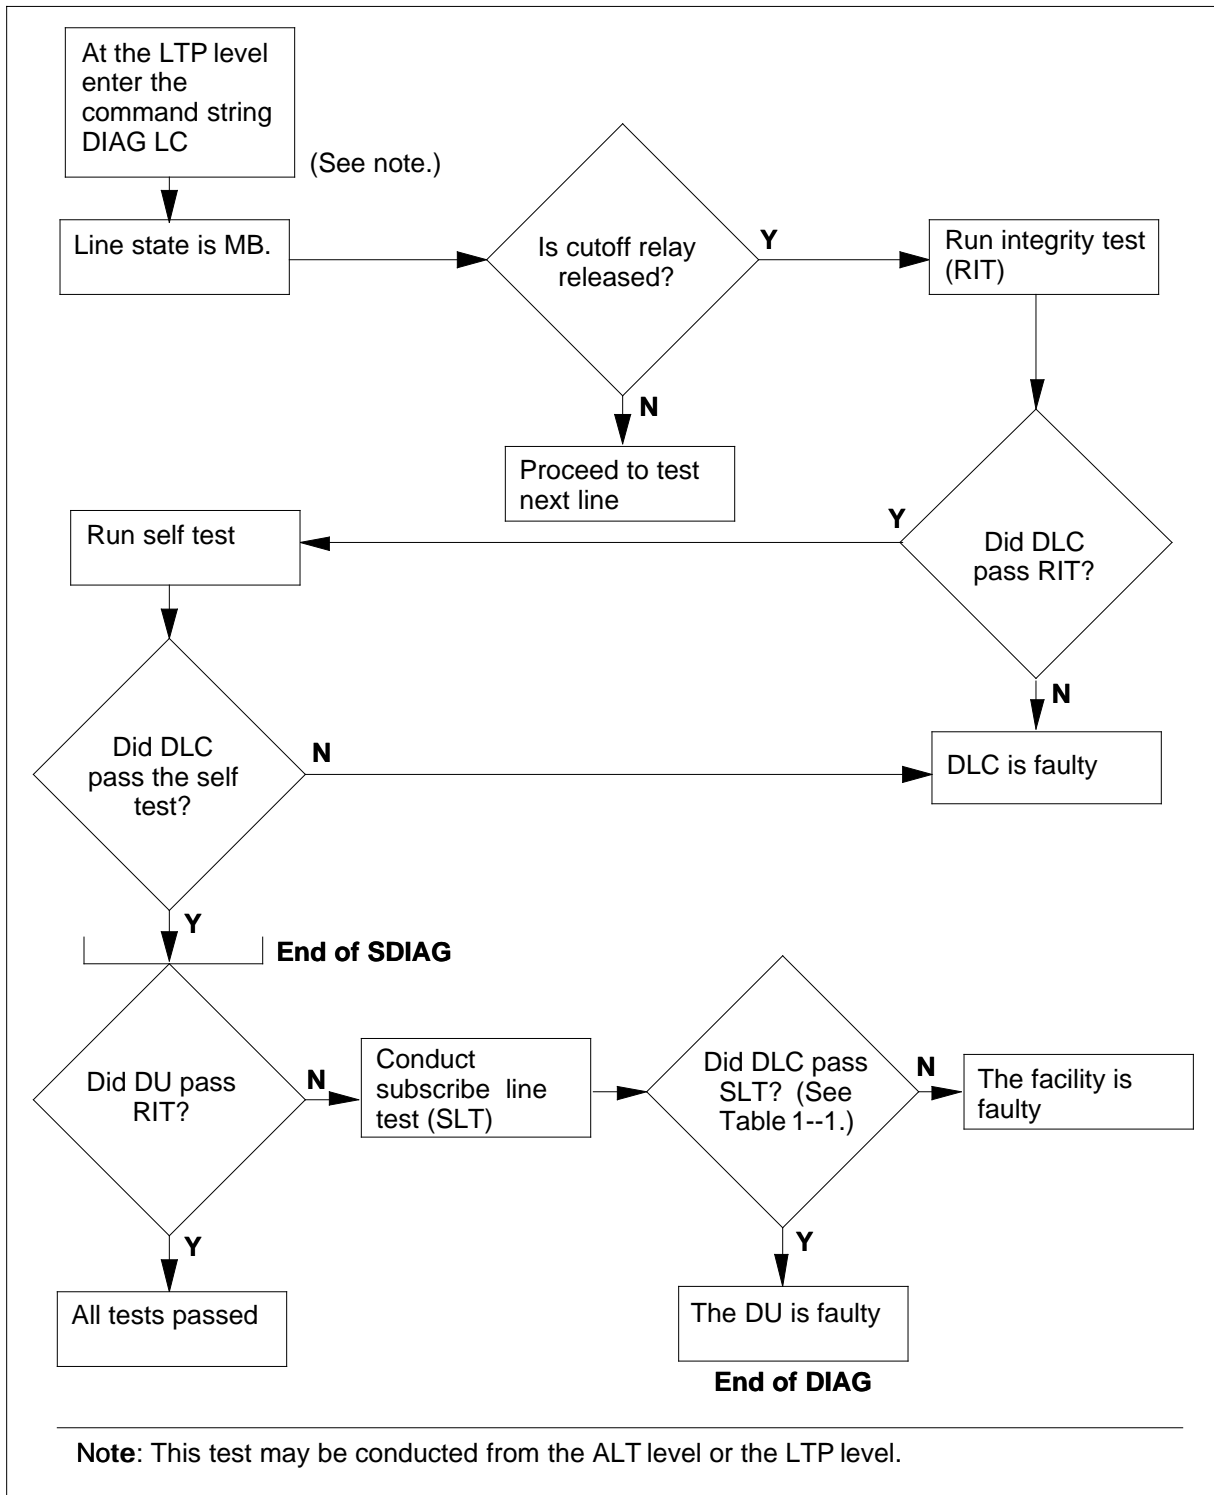 At the LTP level
enter the
command string
DIAG LC
(See note.)
Line state is MB.
Is cutoff relay
released?
Y
Run integrity test
(RIT)
N
Proceed to test
next line
Y
Run self test
Did DLC
pass RIT?
N
Did DLC
pass the self
test?
N
DLC is faulty
Y
End of SDIAG
Did DU pass
RIT?
N
Conduct
subscribe line
test (SLT)
Did DLC pass
SLT? (See
Table 1--1.)
N
The facility is
faulty
Y
Y
All tests passed
The DU is faulty
End of DIAG
Note: This test may be conducted from the ALT level or the LTP level.